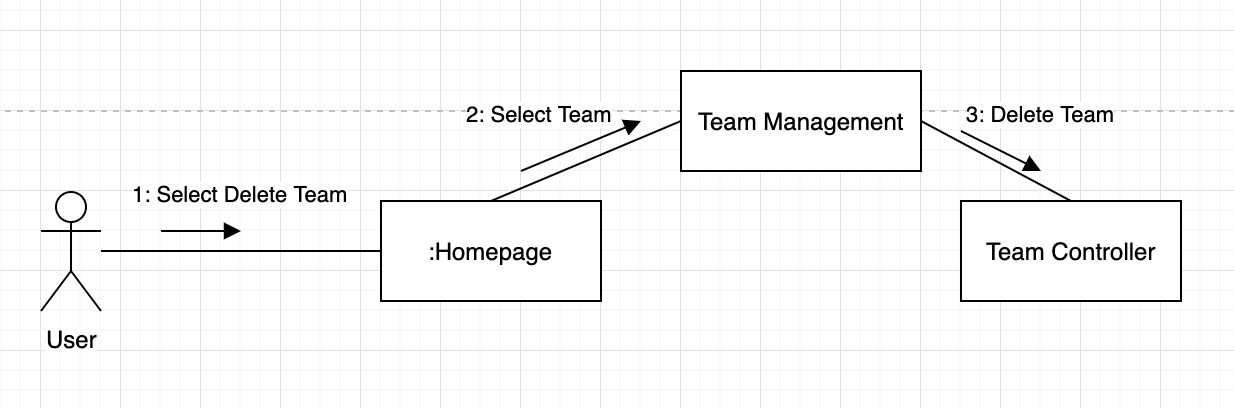 2: Select Team
Team Management
3: Delete Team
1: Select Delete Team
:Homepage
Team Controller
User